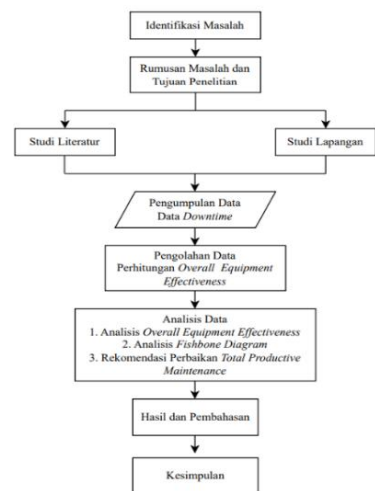 Identifikasi Masalah
Rumusan Masalah dan
Tujuan Penelitian
Studi Literatur
Studi Lapangan
Pengumpulan Data
Data Downtime
Pengolahan Data
Perhitungan Overall Equipment
Effectiveness
Analisis Data
1. Analisis Overall Equipment Effectiveness
2. Analisis Fishbone Diagram
3. Rekomendasi Perbaikan Total Productive
Maintenance
Hasil dan Pembahasan
Kesimpulan